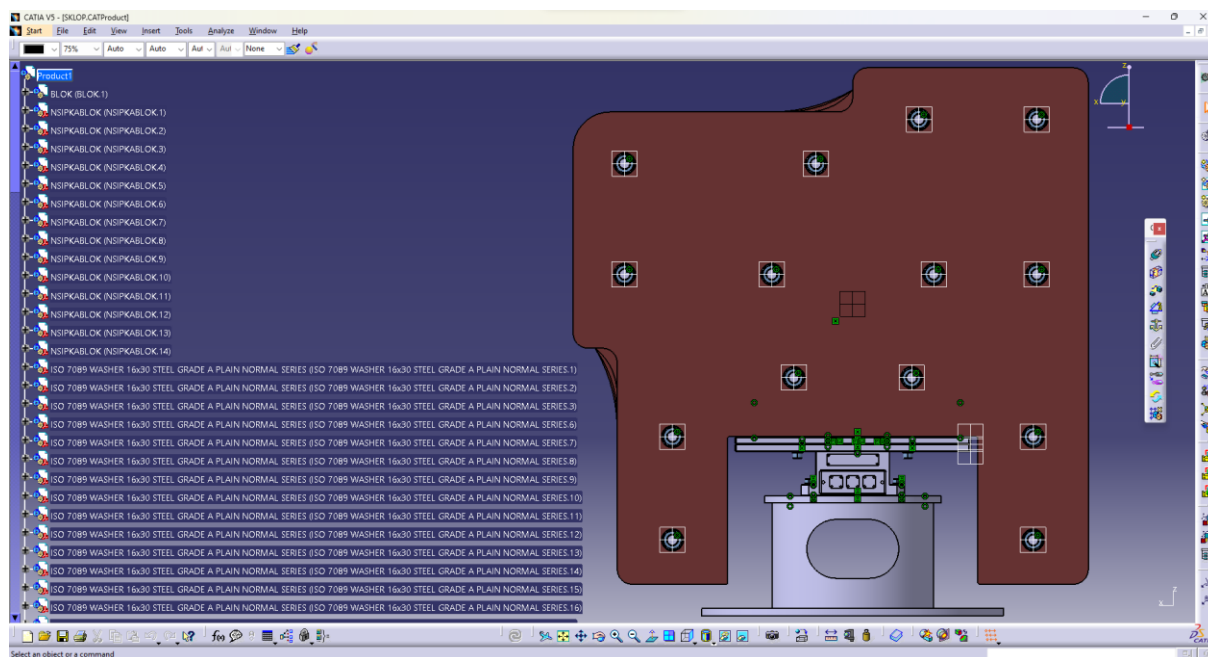 CATIA V5 - [SKLOP.CATProduct]
Start File Edit View Insert Tools Analyze Window Help
75% Auto Auto Aut Aut None
Product1
BLOK (BLOK.1)
NSIPKABLOK (NSIPKABLOK.1)
NSIPKABLOK (NSIPKABLOK.2)
NSIPKABLOK (NSIPKABLOK.3)
NSIPKABLOK (NSIPKABLOK.4)
NSIPKABLOK (NSIPKABLOK.5)
NSIPKABLOK (NSIPKABLOK.6)
NSIPKABLOK (NSIPKABLOK.7)
NSIPKABLOK (NSIPKABLOK.8)
NSIPKABLOK (NSIPKABLOK.9)
NSIPKABLOK (NSIPKABLOK.10)
NSIPKABLOK (NSIPKABLOK.11)
NSIPKABLOK (NSIPKABLOK.12)
NSIPKABLOK (NSIPKABLOK.13)
NSIPKABLOK (NSIPKABLOK.14)
ISO 7089 WASHER 16x30 STEEL GRADE A PLAIN NORMAL SERIES (ISO 7089 WASHER 16x30 STEEL GRADE A PLAIN NORMAL SERIES.1)
ISO 7089 WASHER 16x30 STEEL GRADE A PLAIN NORMAL SERIES (ISO 7089 WASHER 16x30 STEEL GRADE A PLAIN NORMAL SERIES.2)
ISO 7089 WASHER 16x30 STEEL GRADE A PLAIN NORMAL SERIES (ISO 7089 WASHER 16x30 STEEL GRADE A PLAIN NORMAL SERIES.3)
ISO 7089 WASHER 16x30 STEEL GRADE A PLAIN NORMAL SERIES (ISO 7089 WASHER 16x30 STEEL GRADE A PLAIN NORMAL SERIES.6)
ISO 7089 WASHER 16x30 STEEL GRADE A PLAIN NORMAL SERIES (ISO 7089 WASHER 16x30 STEEL GRADE A PLAIN NORMAL SERIES.7)
ISO 7089 WASHER 16x30 STEEL GRADE A PLAIN NORMAL SERIES (ISO 7089 WASHER 16x30 STEEL GRADE A PLAIN NORMAL SERIES.8)
ISO 7089 WASHER 16x30 STEEL GRADE A PLAIN NORMAL SERIES (ISO 7089 WASHER 16x30 STEEL GRADE A PLAIN NORMAL SERIES.9)
ISO 7089 WASHER 16x30 STEEL GRADE A PLAIN NORMAL SERIES (ISO 7089 WASHER 16x30 STEEL GRADE A PLAIN NORMAL SERIES.10)
ISO 7089 WASHER 16x30 STEEL GRADE A PLAIN NORMAL SERIES (ISO 7089 WASHER 16x30 STEEL GRADE A PLAIN NORMAL SERIES.11)
ISO 7089 WASHER 16x30 STEEL GRADE A PLAIN NORMAL SERIES (ISO 7089 WASHER 16x30 STEEL GRADE A PLAIN NORMAL SERIES.12)
ISO 7089 WASHER 16x30 STEEL GRADE A PLAIN NORMAL SERIES (ISO 7089 WASHER 16x30 STEEL GRADE A PLAIN NORMAL SERIES.13)
ISO 7089 WASHER 16x30 STEEL GRADE A PLAIN NORMAL SERIES (ISO 7089 WASHER 16x30 STEEL GRADE A PLAIN NORMAL SERIES.14)
ISO 7089 WASHER 16x30 STEEL GRADE A PLAIN NORMAL SERIES (ISO 7089 WASHER 16x30 STEEL GRADE A PLAIN NORMAL SERIES.15)
ISO 7089 WASHER 16x30 STEEL GRADE A PLAIN NORMAL SERIES (ISO 7089 WASHER 16x30 STEEL GRADE A PLAIN NORMAL SERIES.16)
z
x
y
z
x
Select an object or a command